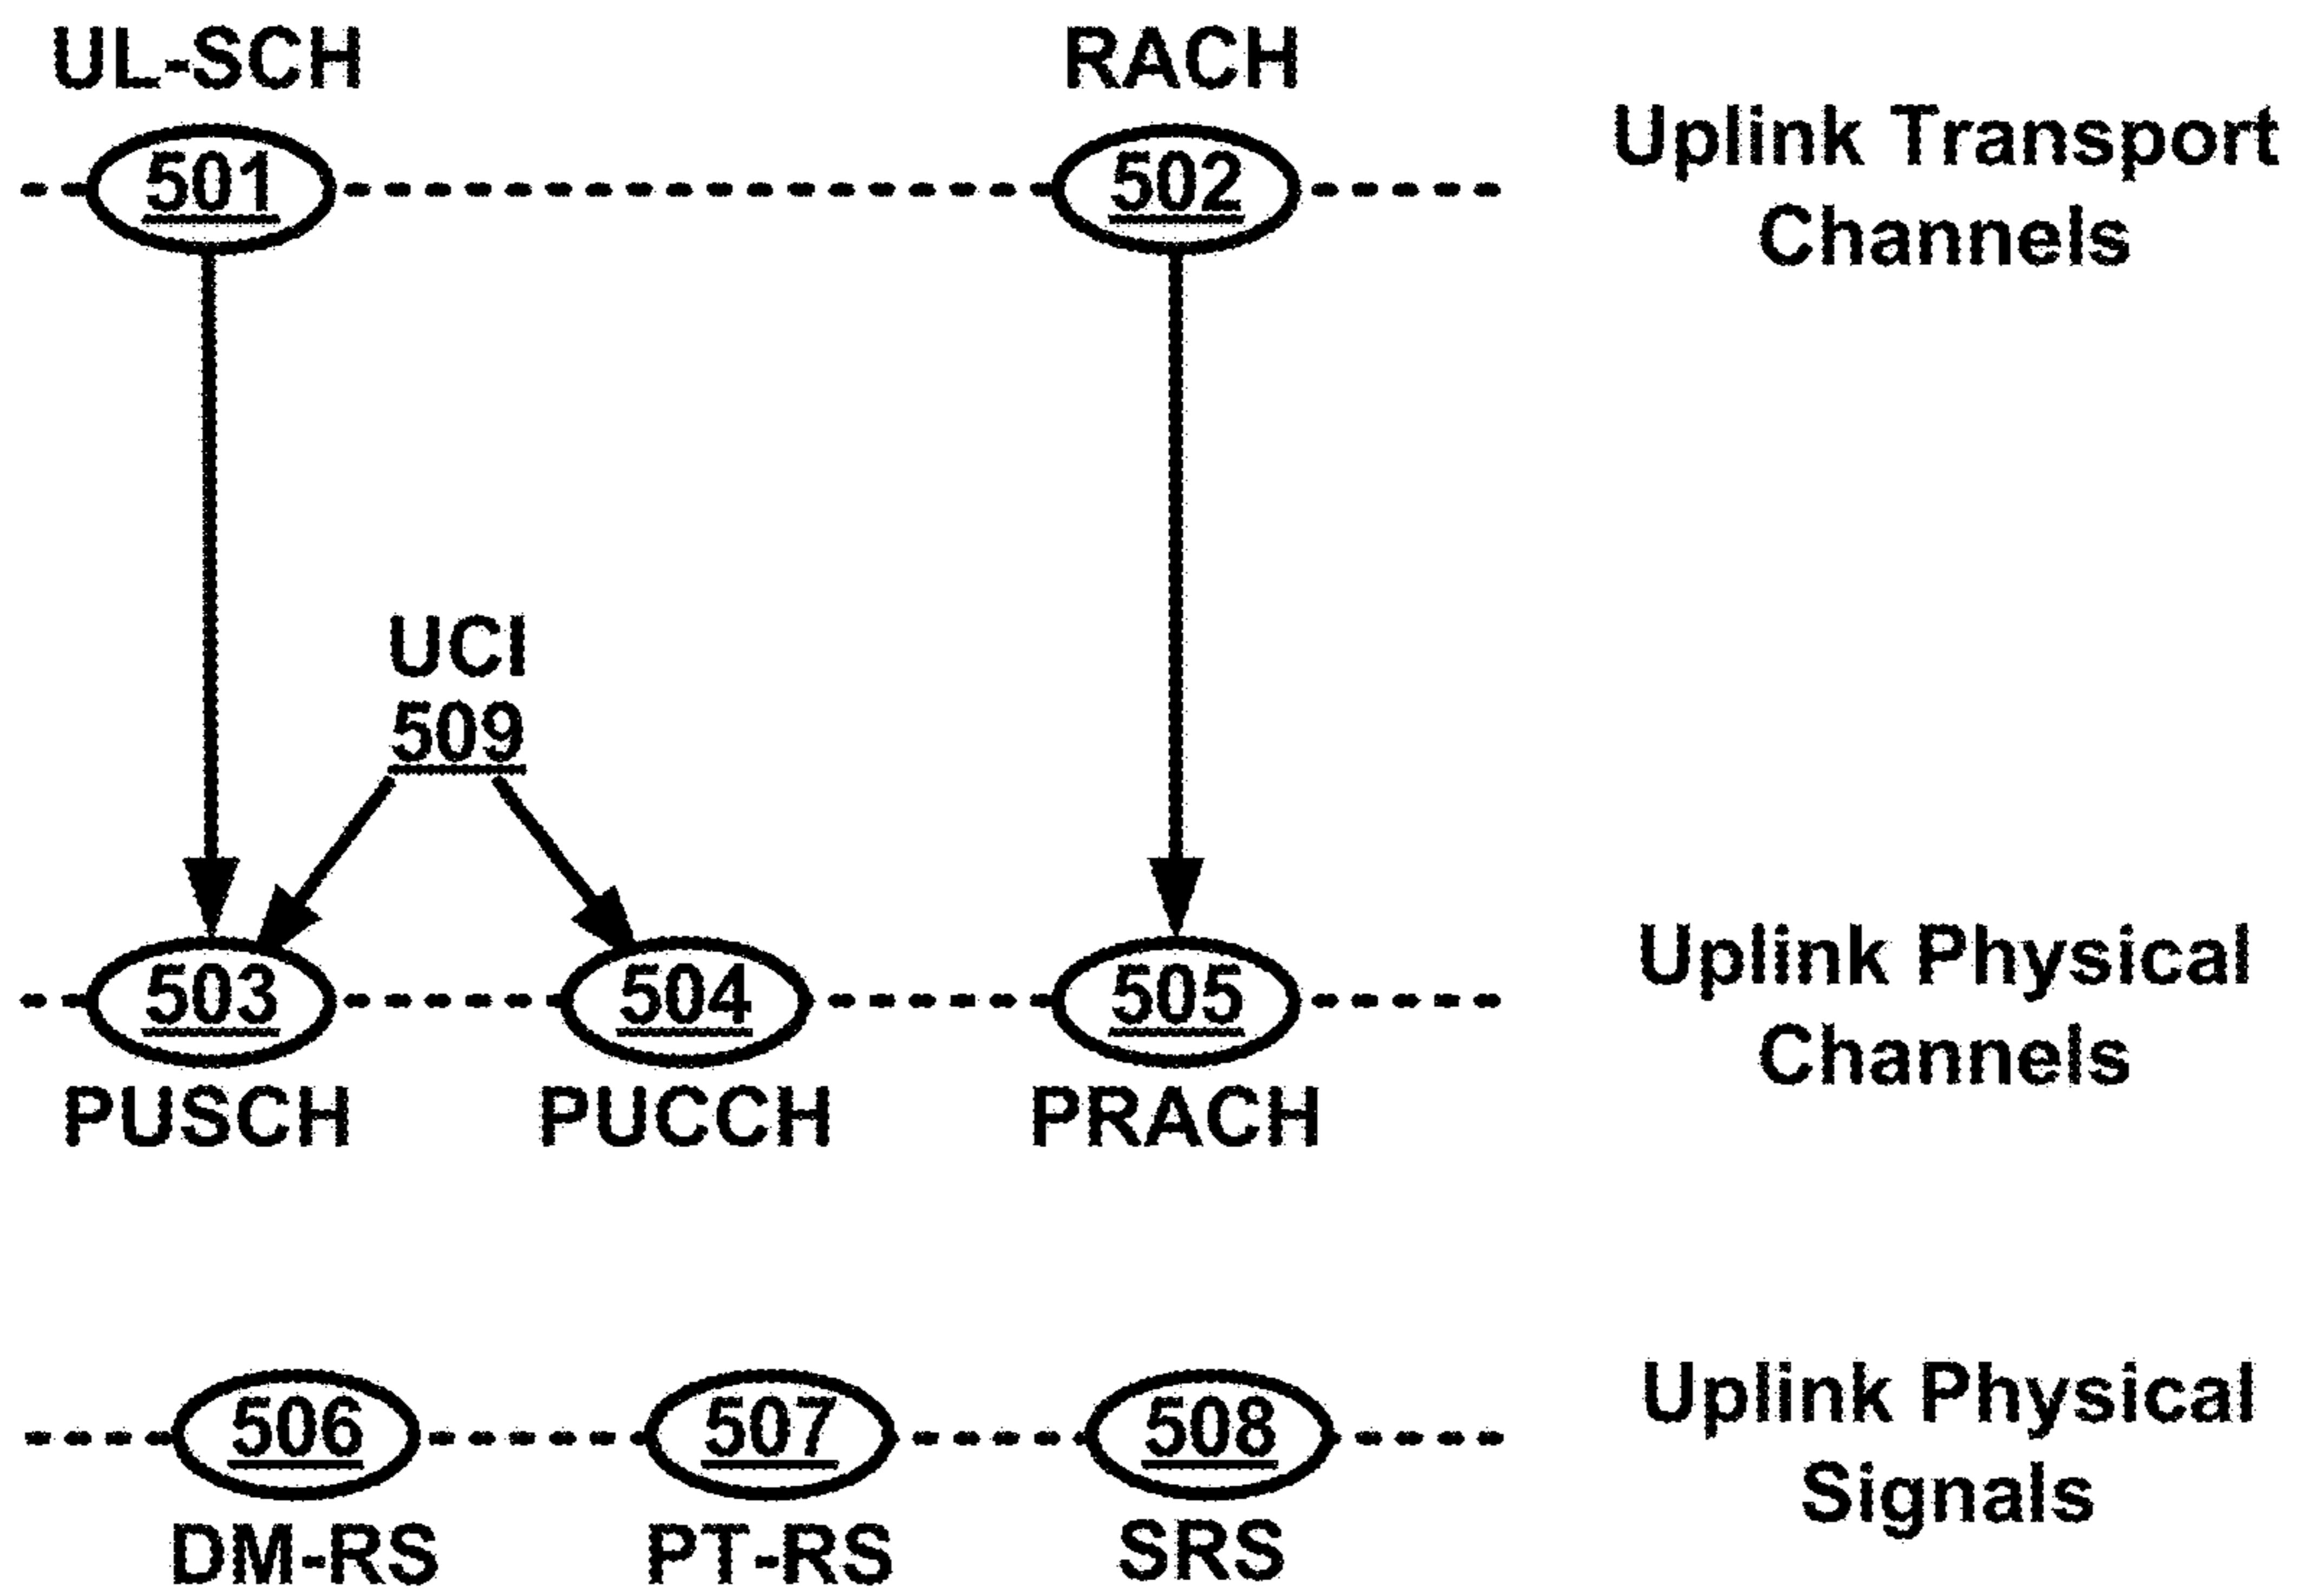 UL-SCH
RACH
501
502
Uplink Transport
Channels
UCI
509
503
504
505
Uplink Physical
Channels
PUSCH
PUCCH
PRACH
506
507
508
Uplink Physical
Signals
DM-RS
PT-RS
SRS